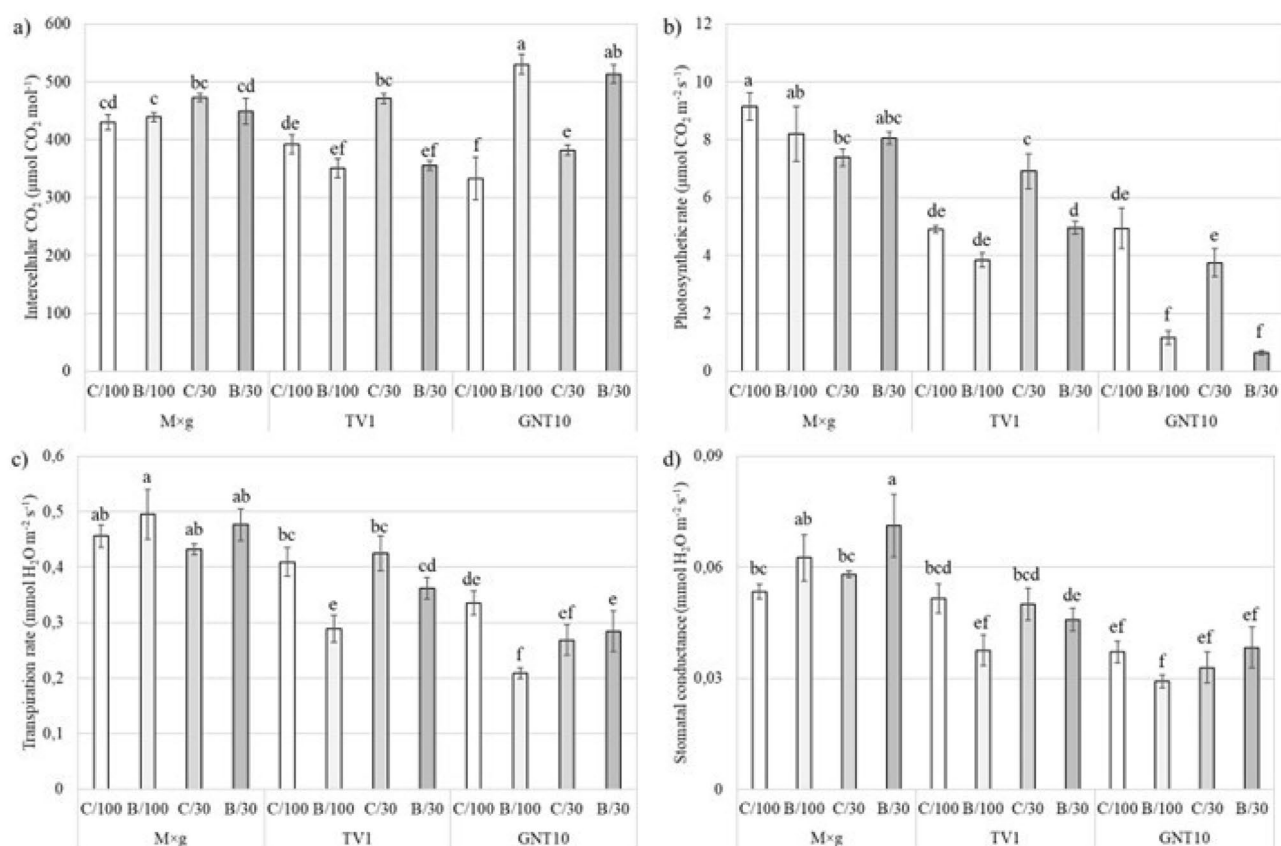 a)
Intercellular CO₂ (μmol CO₂ mol⁻¹)
600
500
400
300
200
100
0
cd c bc cd de ef bc ef f a e ab
C/100 B/100 C/30 B/30 C/100 B/100 C/30 B/30 C/100 B/100 C/30 B/30
M×g TV1 GNT10
b)
Photosynthetic rate (μmol CO₂ m⁻² s⁻¹)
12
10
8
6
4
2
0
a ab bc abc de de c d de f e f
C/100 B/100 C/30 B/30 C/100 B/100 C/30 B/30 C/100 B/100 C/30 B/30
M×g TV1 GNT10
c)
Transpiration rate (mmol H₂O m⁻² s⁻¹)
0,6
0,5
0,4
0,3
0,2
0,1
0
ab a ab ab bc e bc cd de f ef e
C/100 B/100 C/30 B/30 C/100 B/100 C/30 B/30 C/100 B/100 C/30 B/30
M×g TV1 GNT10
d)
Stomatal conductance (mmol H₂O m⁻² s⁻¹)
0,09
0,06
0,03
0
bc ab bc a bcd ef bcd de ef f ef ef
C/100 B/100 C/30 B/30 C/100 B/100 C/30 B/30 C/100 B/100 C/30 B/30
M×g TV1 GNT10